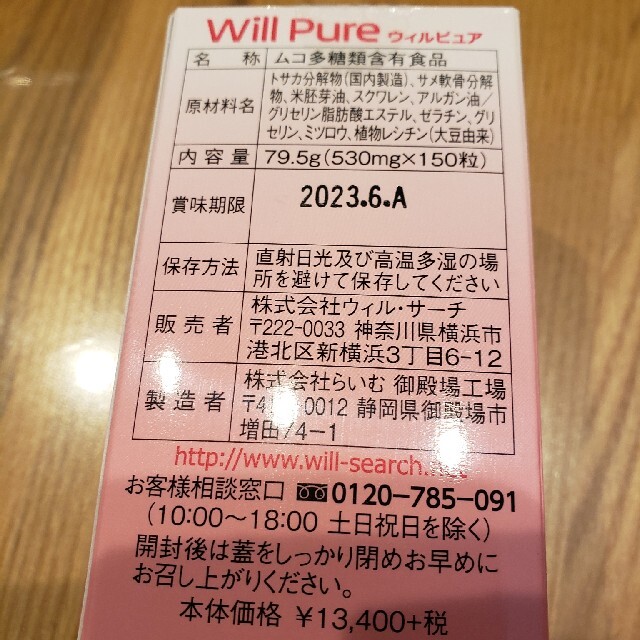 Will Pure ウィルピュア
名 称 ムコ多糖類含有食品
原材料名 トサカ分解物(国内製造)、サメ軟骨分解
物、米胚芽油、スクワレン、アルガン油/
グリセリン脂肪酸エステル、ゼラチン、グリ
セリン、ミツロウ、植物レシチン(大豆由来)
内容量 79.5g(530mg×150粒)
賞味期限 2023.6.A
保存方法 直射日光及び高温多湿の場
所を避けて保存してください
販売者 株式会社ウィル・サーチ
〒222-0033 神奈川県横浜市
港北区新横浜3丁目6-12
製造者 株式会社らいむ 御殿場工場
0012 静岡県御殿場市
増田74-1
http://www.will-search.
お客様相談窓口 0120-785-091
(10:00〜18:00 土日祝日を除く)
開封後は蓋をしっかり閉めお早めに
お召し上がりください。
本体価格 ¥13,400+税